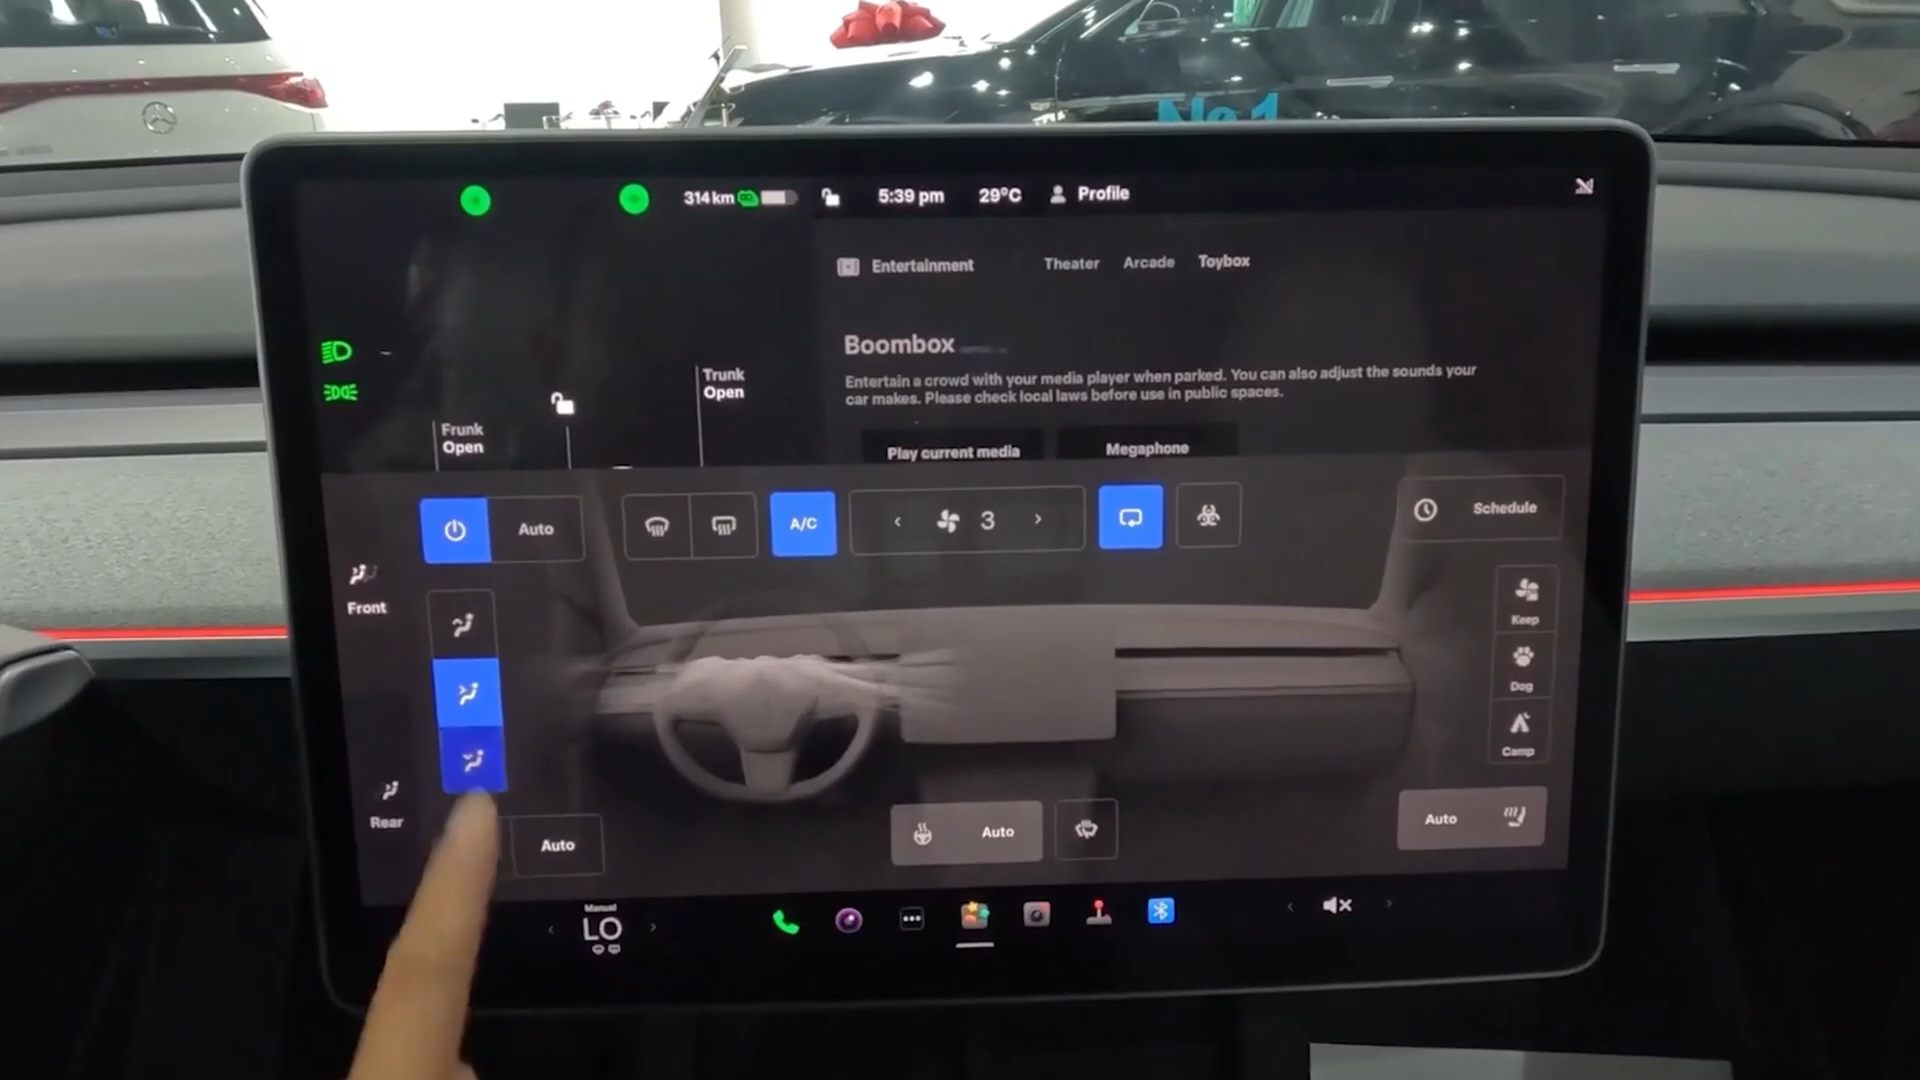 No 1
314 km
5:39 pm
29°C
Profile
Entertainment
Theater
Arcade
Toybox
Boombox
Entertain a crowd with your media player when parked. You can also adjust the sounds your
car makes. Please check local laws before use in public spaces.
Trunk
Open
Frunk
Open
Play current media
Megaphone
Auto
A/C
3
Schedule
Front
Keep
Dog
Camp
Rear
Auto
Auto
Auto
Manual
LO